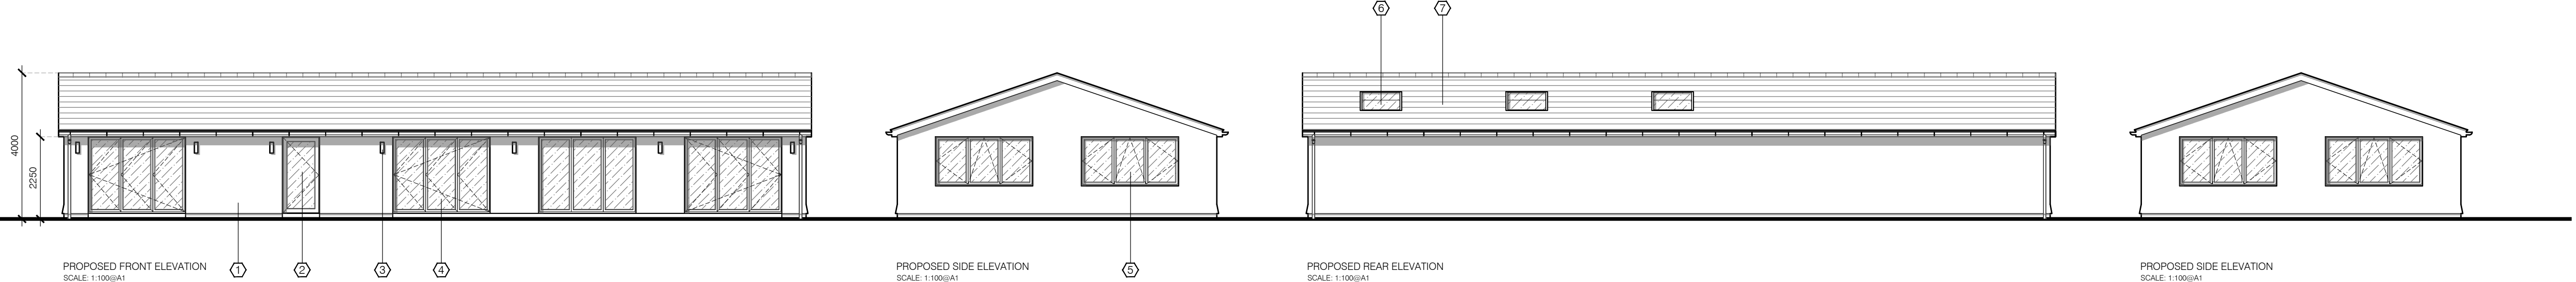 6
7
4000
2250
PROPOSED FRONT ELEVATION
SCALE: 1:100@A1
1
2
3
4
PROPOSED SIDE ELEVATION
SCALE: 1:100@A1
5
PROPOSED REAR ELEVATION
SCALE: 1:100@A1
PROPOSED SIDE ELEVATION
SCALE: 1:100@A1